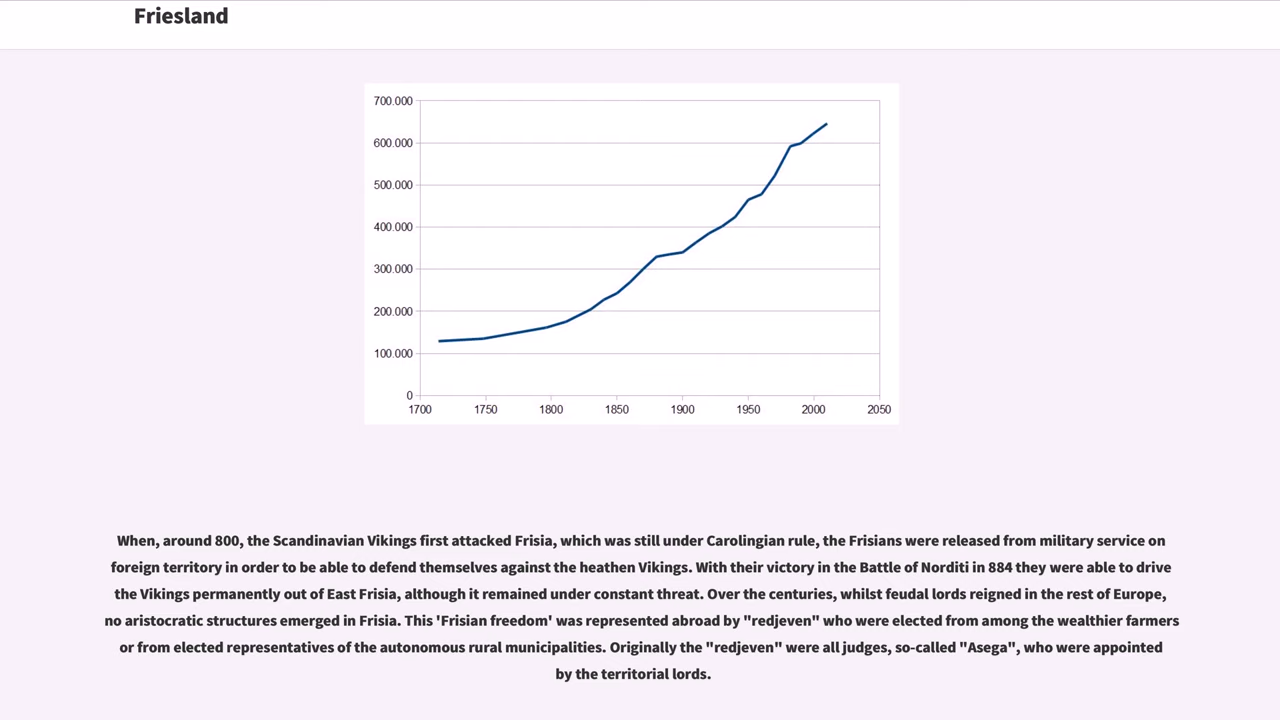 Friesland
700.000
600.000
500.000
400.000
300.000
200.000
100.000
0
1700 1750 1800 1850 1900 1950 2000 2050
When, around 800, the Scandinavian Vikings first attacked Frisia, which was still under Carolingian rule, the Frisians were released from military service on
foreign territory in order to be able to defend themselves against the heathen Vikings. With their victory in the Battle of Norditi in 884 they were able to drive
the Vikings permanently out of East Frisia, although it remained under constant threat. Over the centuries, whilst feudal lords reigned in the rest of Europe,
no aristocratic structures emerged in Frisia. This 'Frisian freedom' was represented abroad by "redjeven" who were elected from among the wealthier farmers
or from elected representatives of the autonomous rural municipalities. Originally the "redjeven" were all judges, so-called "Asega", who were appointed
by the territorial lords.